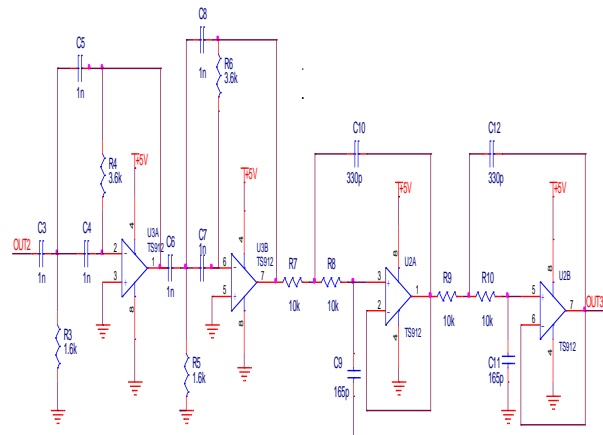 C8
C5
1n
R6
3.6k
1n
C10
C12
R4
3.6k
+5V
+5V
330p
+5V
330p
+5V
U3A
TS912
U3B
TS912
U2A
U2B
OUT2
C3
C4
C6
C7
R7
R8
R9
R10
OUT3
1n
1n
1n
1n
10k
10k
10k
10k
2
3
1
4
8
6
5
7
4
8
3
2
1
8
4
5
6
7
8
4
TS912
TS912
R3
1.6k
R5
1.6k
C9
165p
C11
165p